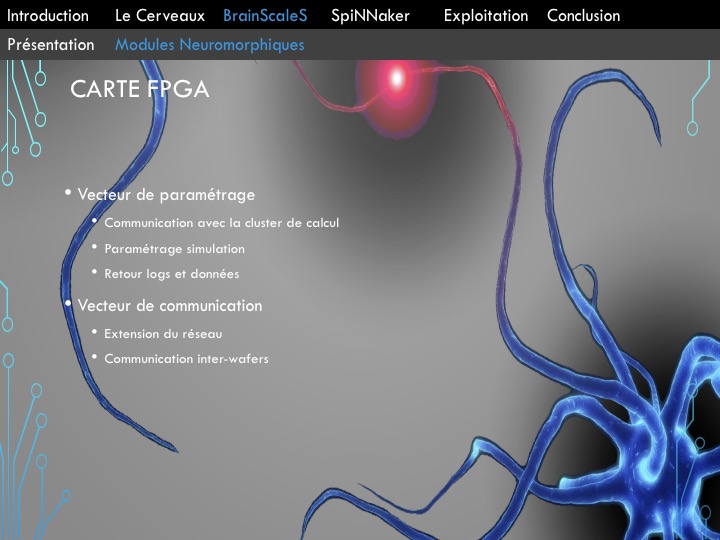 Introduction Le Cerveaux BrainScaleS SpiNNaker Exploitation Conclusion
Présentation Modules Neuromorphiques
CARTE FPGA
• Vecteur de paramétrage
• Communication avec la cluster de calcul
• Paramétrage simulation
• Retour logs et données
• Vecteur de communication
• Extension du réseau
• Communication inter-wafers